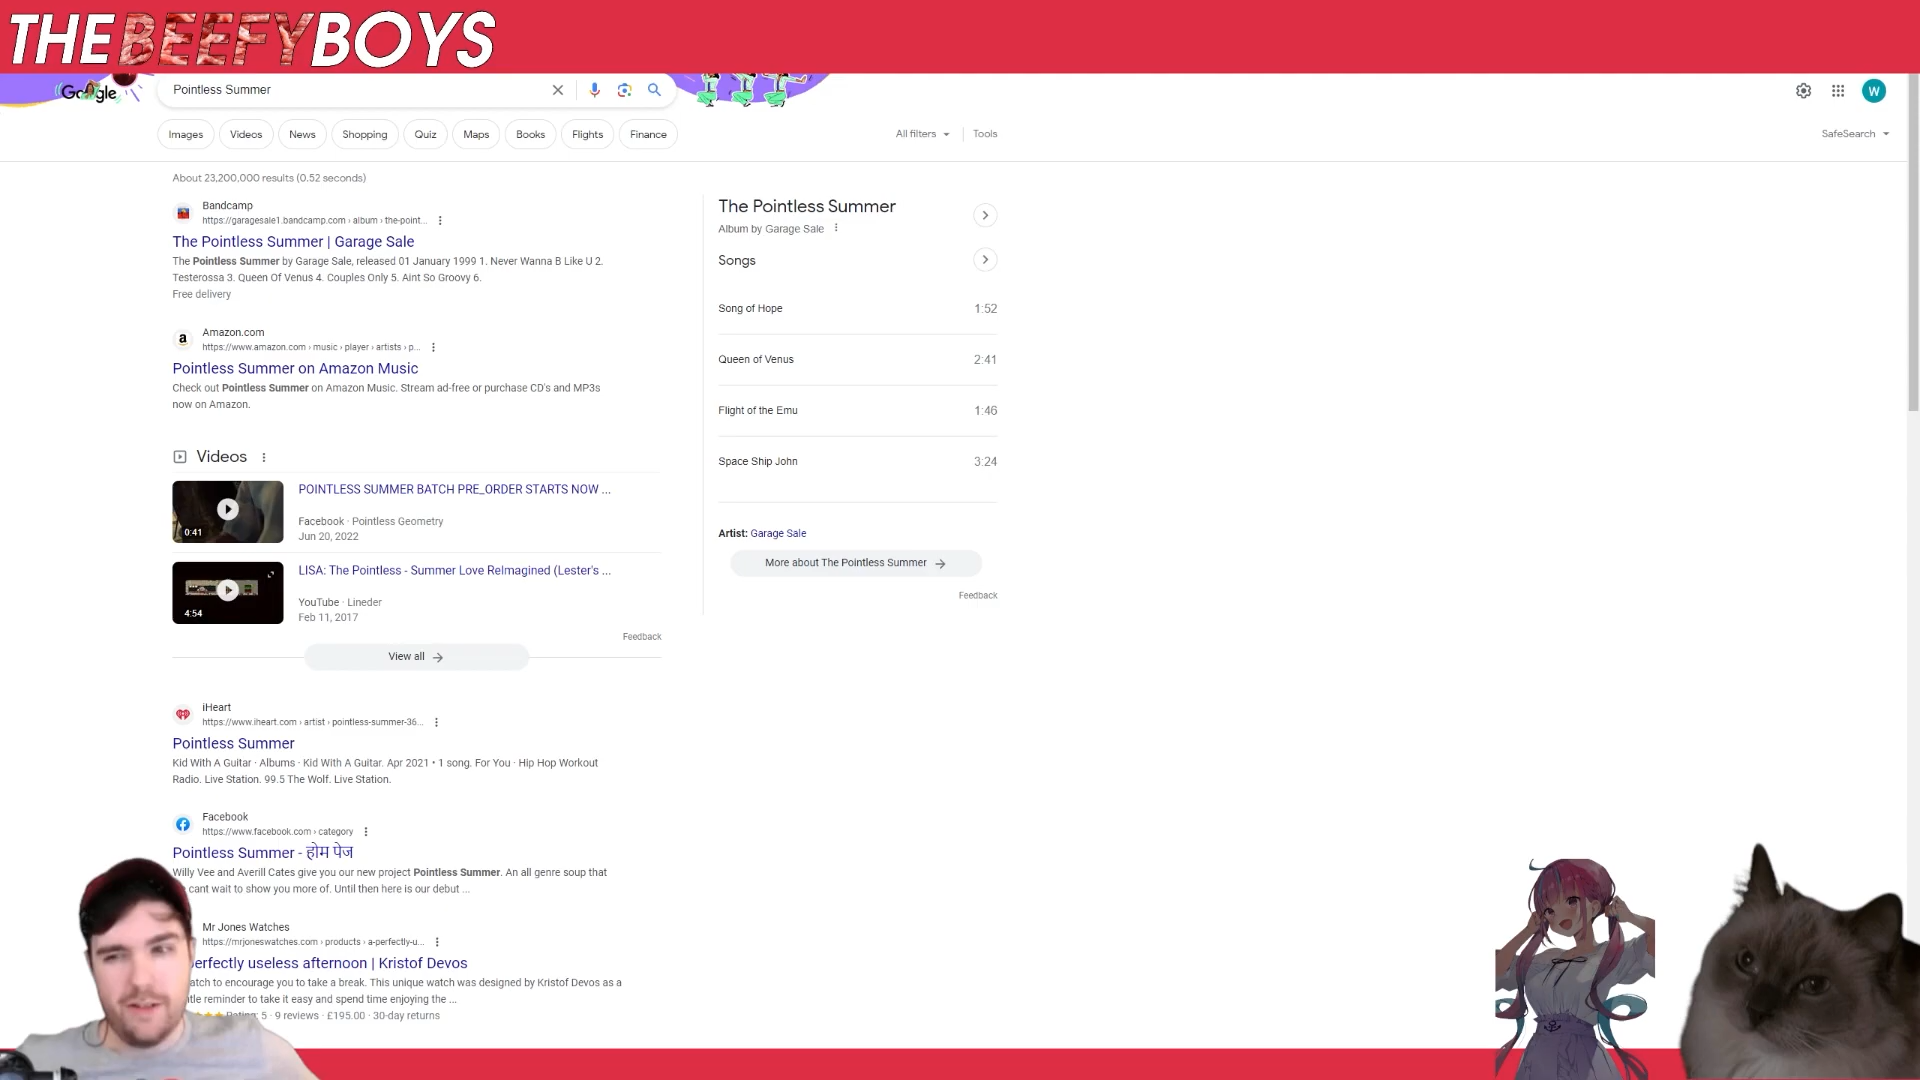 THEBEEFYBOYS
Google
Pointless Summer
W
Images
Videos
News
Shopping
Quiz
Maps
Books
Flights
Finance
All filters
Tools
SafeSearch
About 23,200,000 results (0.52 seconds)
Bandcamp
https://garagesale1.bandcamp.com › album › the-point...
The Pointless Summer | Garage Sale
The Pointless Summer by Garage Sale, released 01 January 1999 1. Never Wanna B Like U 2.
Testerossa 3. Queen Of Venus 4. Couples Only 5. Aint So Groovy 6.
Free delivery
a
Amazon.com
https://www.amazon.com › music › player › artists › p...
Pointless Summer on Amazon Music
Check out Pointless Summer on Amazon Music. Stream ad-free or purchase CD's and MP3s
now on Amazon.
Videos
POINTLESS SUMMER BATCH PRE_ORDER STARTS NOW ...
0:41
Facebook · Pointless Geometry
Jun 20, 2022
LISA: The Pointless - Summer Love ReImagined (Lester's ...
4:54
YouTube · Lineder
Feb 11, 2017
Feedback
View all
iHeart
https://www.iheart.com › artist › pointless-summer-36...
Pointless Summer
Kid With A Guitar · Albums · Kid With A Guitar. Apr 2021 • 1 song. For You · Hip Hop Workout
Radio. Live Station. 99.5 The Wolf. Live Station.
Facebook
https://www.facebook.com › category
Pointless Summer - होम पेज
Willy Vee and Averill Cates give you our new project Pointless Summer. An all genre soup that
cant wait to show you more of. Until then here is our debut ...
Mr Jones Watches
https://mrjoneswatches.com › products › a-perfectly-u...
useless afternoon | Kristof Devos
to encourage you to take a break. This unique watch was designed by Kristof Devos as a
reminder to take it easy and spend time enjoying the ...
5 · 9 reviews · £195.00 · 30-day returns
The Pointless Summer
Album by Garage Sale
Songs
Song of Hope 1:52
Queen of Venus 2:41
Flight of the Emu 1:46
Space Ship John 3:24
Artist: Garage Sale
More about The Pointless Summer
Feedback